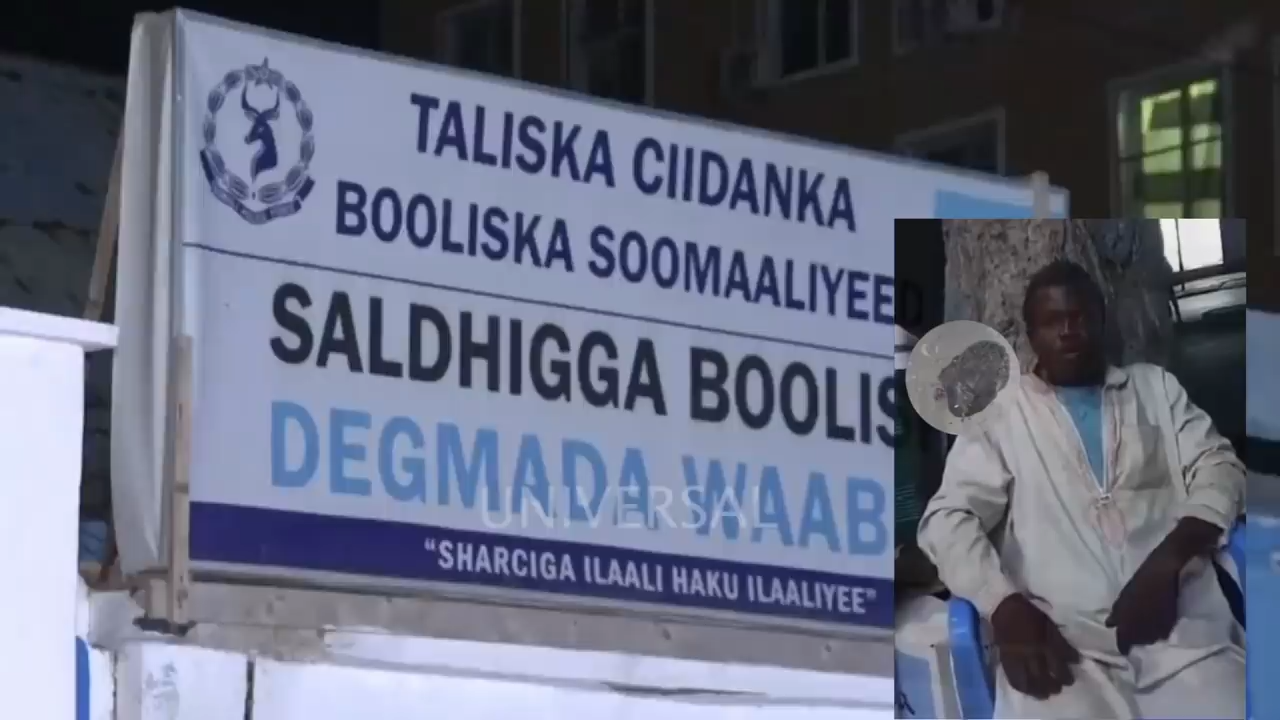 TALISKA CIIDANKA
BOOLISKA SOOMAALIYEED
SALDHIGGA BOOLIS
DEGMADA WAAB
UNIVERSAL
“SHARCIGA ILAALI HAKU ILAALIYEE”